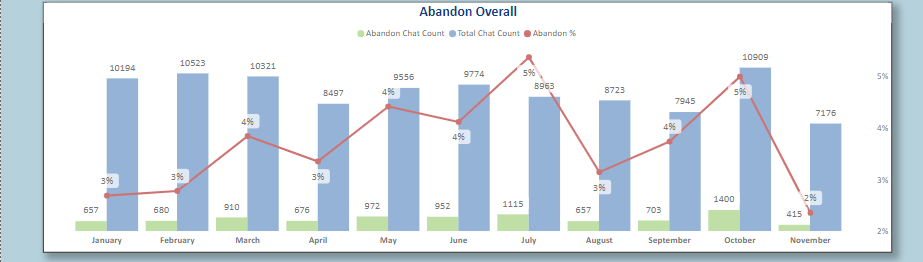 Abandon Overall
Abandon Chat Count Total Chat Count Abandon %
10194 10523 10321 8497 9556 9774 8963 8723 7945 10909 7176
3% 3% 4% 3% 4% 4% 5% 3% 4% 5% 2%
657 680 910 676 972 952 1115 657 703 1400 415
5%
4%
3%
2%
January February March April May June July August September October November